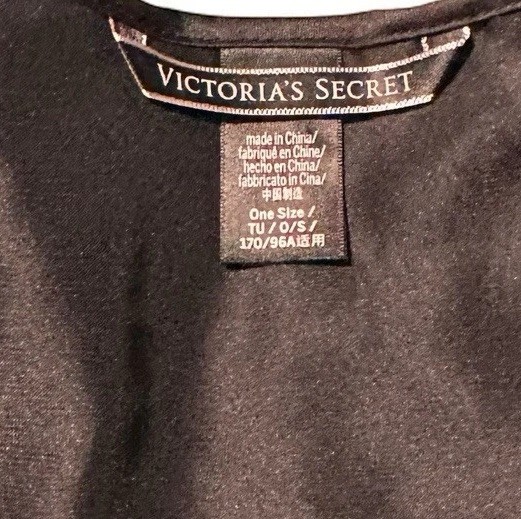 VICTORIA'S SECRET
made in China/
fabriqué en Chine/
hecho en China/
fabbricato in Cina/
中国制造
One Size /
TU / O/S /
170/96A适用